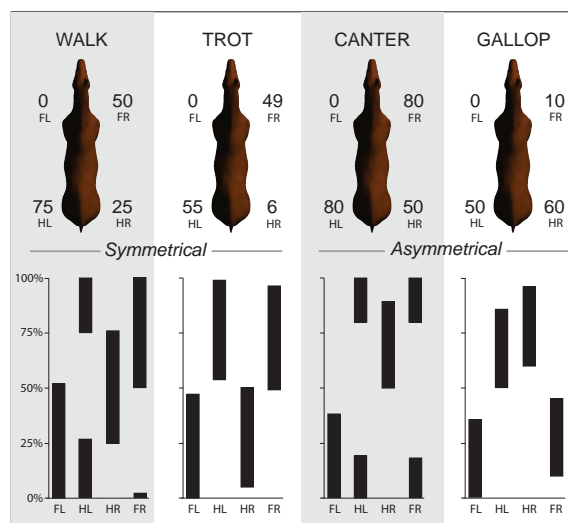 WALK TROT CANTER GALLOP
0 50 0 49 0 80 0 10
FL FR FL FR FL FR FL FR
75 25 55 6 80 50 50 60
HL HR HL HR HL HR HL HR
Symmetrical Asymmetrical
100%
75%
50%
25%
0%
FL HL HR FR FL HL HR FR FL HL HR FR FL HL HR FR